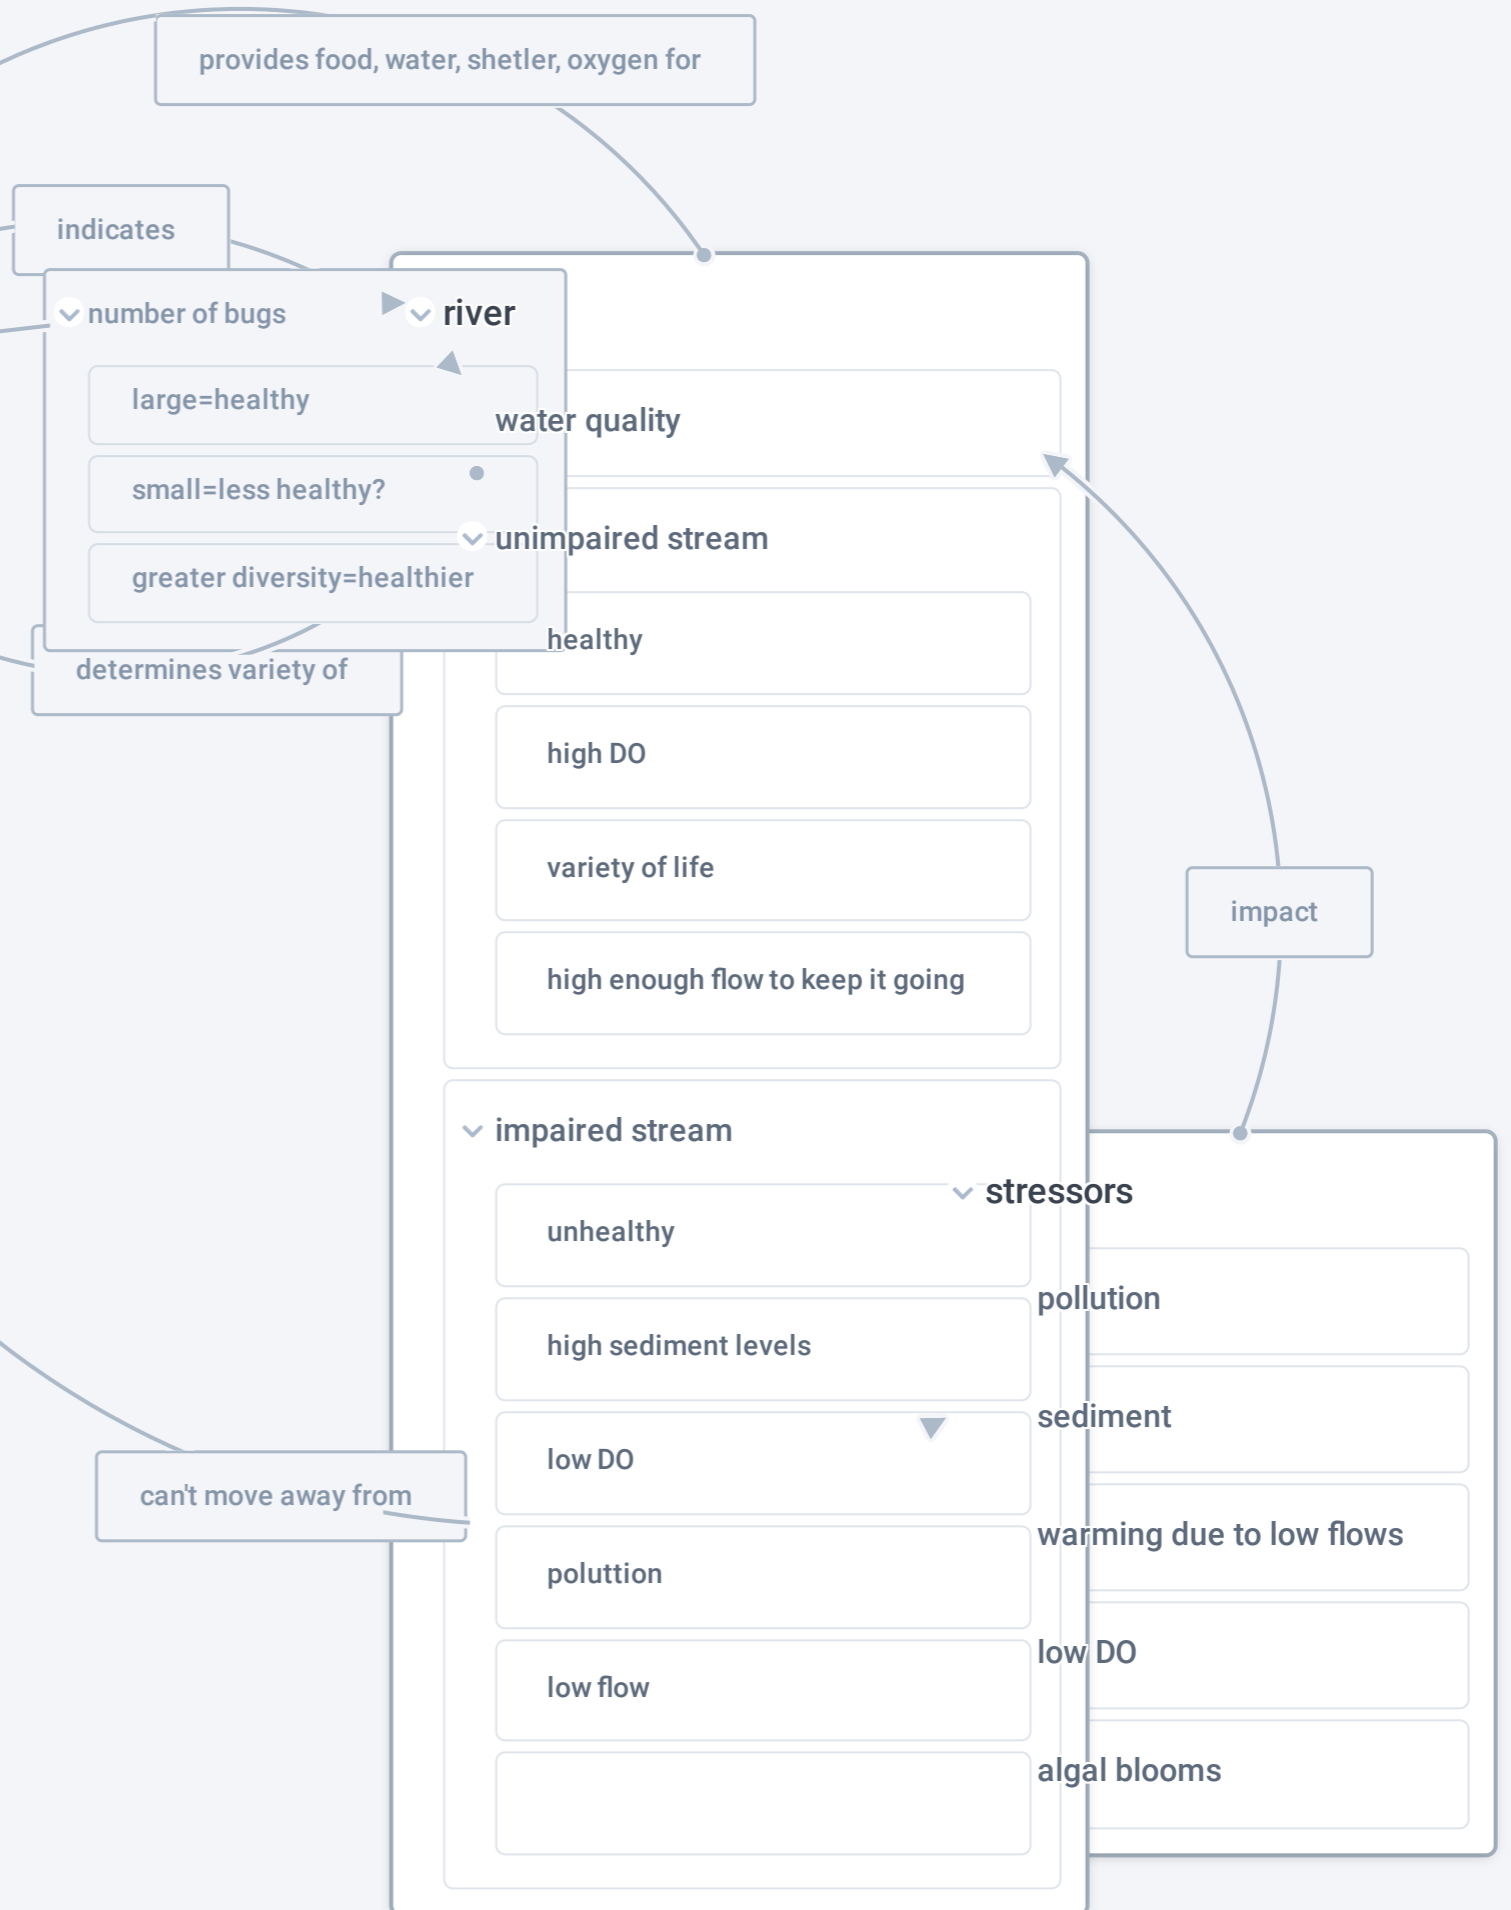 provides food, water, shetler, oxygen for
indicates
number of bugs
large=healthy
small=less healthy?
greater diversity=healthier
determines variety of
river
water quality
unimpaired stream
healthy
high DO
variety of life
high enough flow to keep it going
impaired stream
unhealthy
high sediment levels
low DO
poluttion
low flow
impact
stressors
pollution
sediment
warming due to low flows
low DO
algal blooms
can't move away from